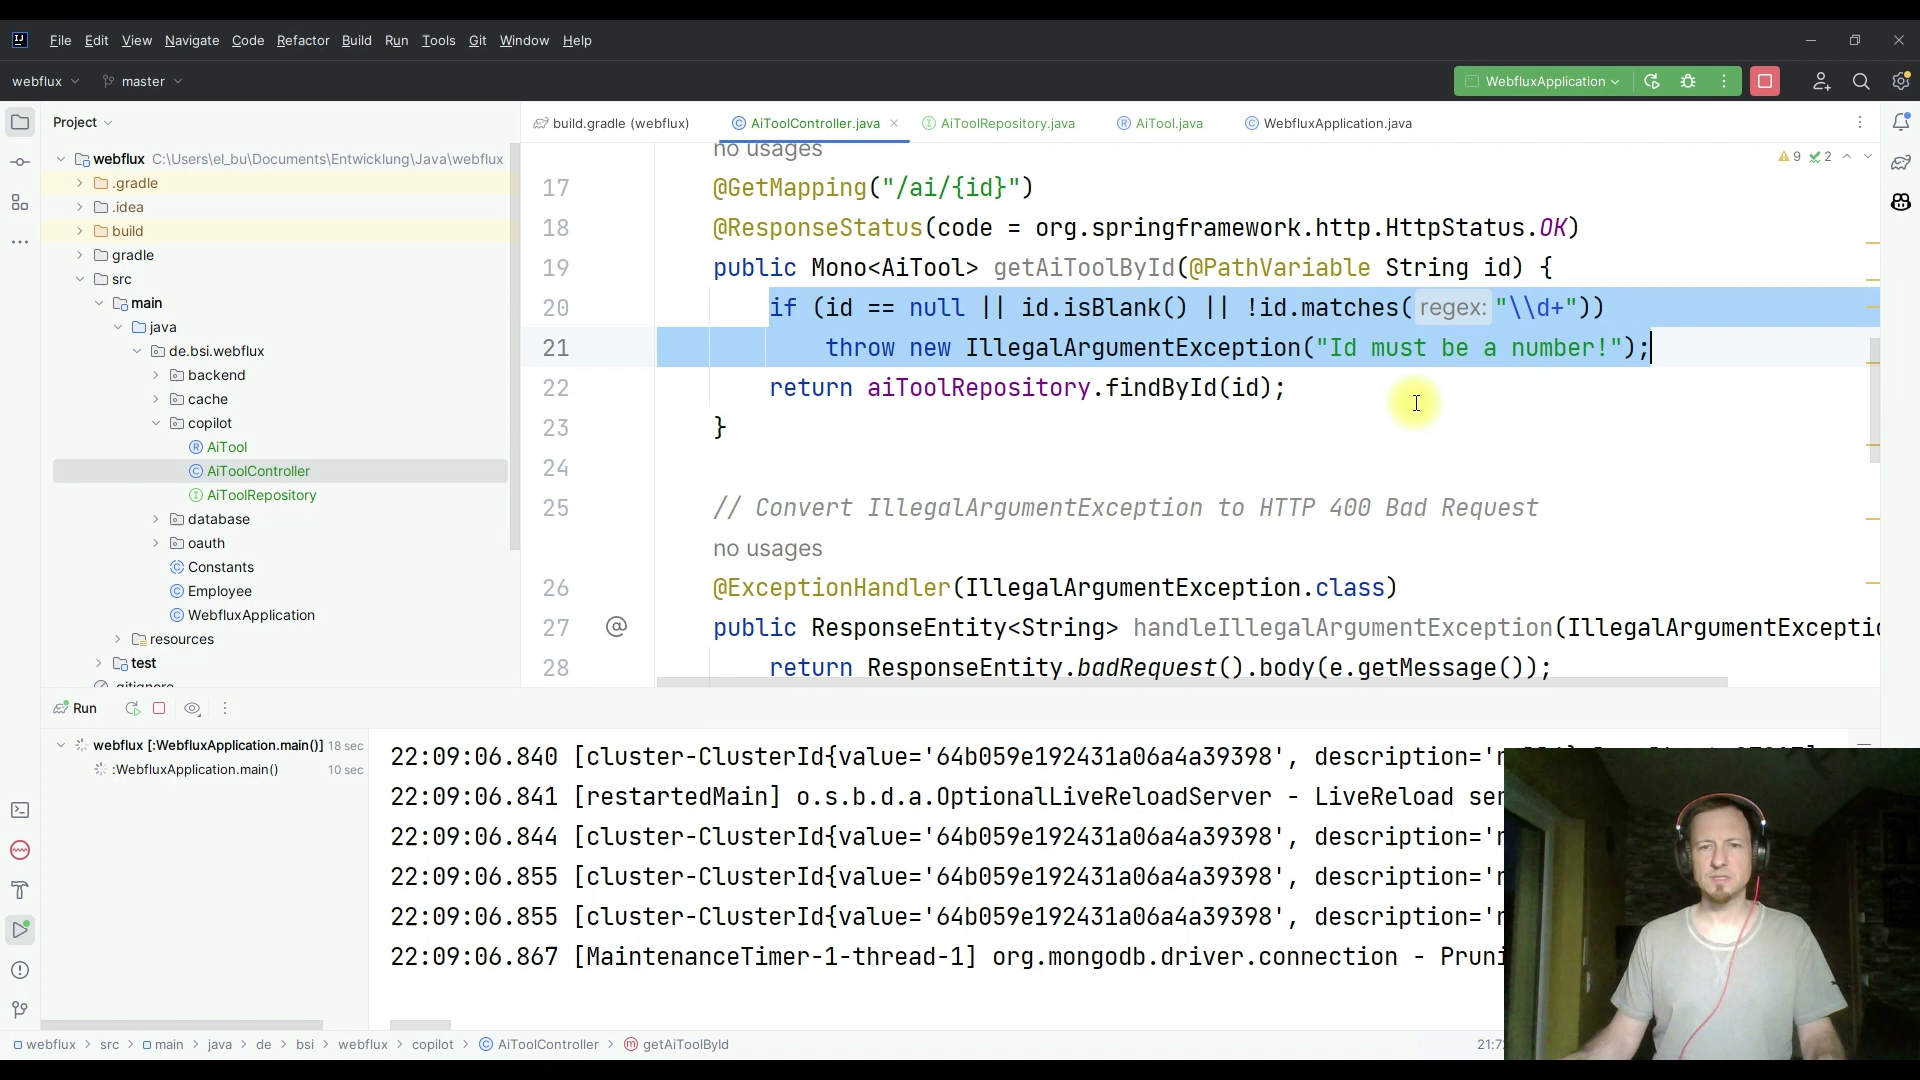 File Edit View Navigate Code Refactor Build Run Tools Git Window Help
webflux master WebfluxApplication
Project
build.gradle (webflux) AiToolController.java AiToolRepository.java AiTool.java WebfluxApplication.java
webflux C:\Users\el_bu\Documents\Entwicklung\Java\webflux
.gradle
.idea
build
gradle
src
main
java
de.bsi.webflux
backend
cache
copilot
AiTool
AiToolController
AiToolRepository
database
oauth
Constants
Employee
WebfluxApplication
resources
test
.gitignore
9 2
no usages
17 @GetMapping("/ai/{id}")
18 @ResponseStatus(code = org.springframework.http.HttpStatus.OK)
19 public Mono<AiTool> getAiToolById(@PathVariable String id) {
20 if (id == null || id.isBlank() || !id.matches( regex: "\\d+"))
21 throw new IllegalArgumentException("Id must be a number!");
22 return aiToolRepository.findById(id);
23 }
24
25 // Convert IllegalArgumentException to HTTP 400 Bad Request
no usages
26 @ExceptionHandler(IllegalArgumentException.class)
27 public ResponseEntity<String> handleIllegalArgumentException(IllegalArgumentExceptio
28 return ResponseEntity.badRequest().body(e.getMessage());
Run
webflux [:WebfluxApplication.main()] 18 sec
:WebfluxApplication.main() 10 sec
22:09:06.840 [cluster-ClusterId{value='64b059e192431a06a4a39398', description='n
22:09:06.841 [restartedMain] o.s.b.d.a.OptionalLiveReloadServer - LiveReload ser
22:09:06.844 [cluster-ClusterId{value='64b059e192431a06a4a39398', description='n
22:09:06.855 [cluster-ClusterId{value='64b059e192431a06a4a39398', description='n
22:09:06.855 [cluster-ClusterId{value='64b059e192431a06a4a39398', description='n
22:09:06.867 [MaintenanceTimer-1-thread-1] org.mongodb.driver.connection - Pruni
webflux > src > main > java > de > bsi > webflux > copilot > AiToolController > getAiToolById